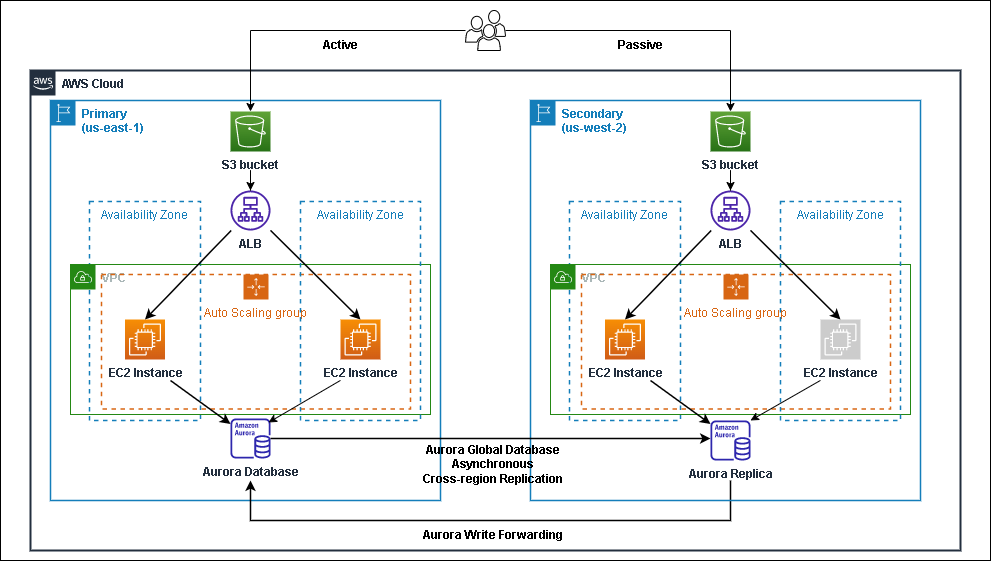 Active
Passive
aws
AWS Cloud
Primary
(us-east-1)
S3 bucket
Availability Zone
Availability Zone
ALB
VPC
Auto Scaling group
EC2 Instance
EC2 Instance
Amazon
Aurora
Aurora Database
Secondary
(us-west-2)
S3 bucket
Availability Zone
Availability Zone
ALB
VPC
Auto Scaling group
EC2 Instance
EC2 Instance
Amazon
Aurora
Aurora Replica
Aurora Global Database
Asynchronous
Cross-region Replication
Aurora Write Forwarding